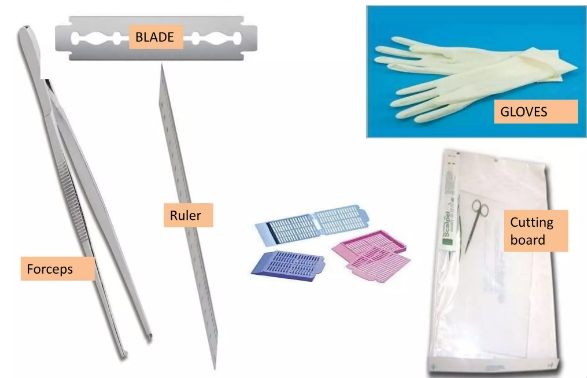 BLADE
GLOVES
Ruler
Cutting
board
Forceps